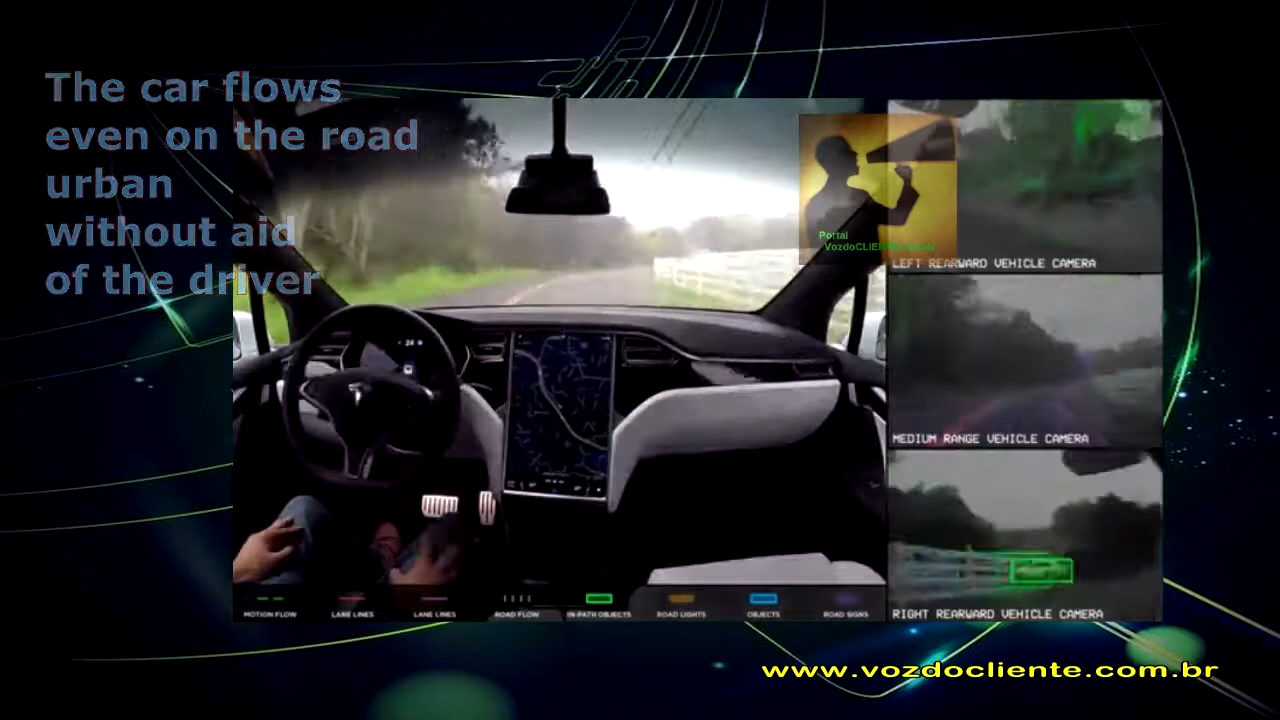 The car flows
even on the road
urban
without aid
of the driver
Portal
LEFT REARWARD VEHICLE CAMERA
MEDIUM RANGE VEHICLE CAMERA
RIGHT REARWARD VEHICLE CAMERA
MOTION FLOW
LANE LINES
LANE LINES
ROAD FLOW
IN-PATH OBJECTS
ROAD LIGHTS
OBJECTS
ROAD SIGNS
www.vozdocliente.com.br